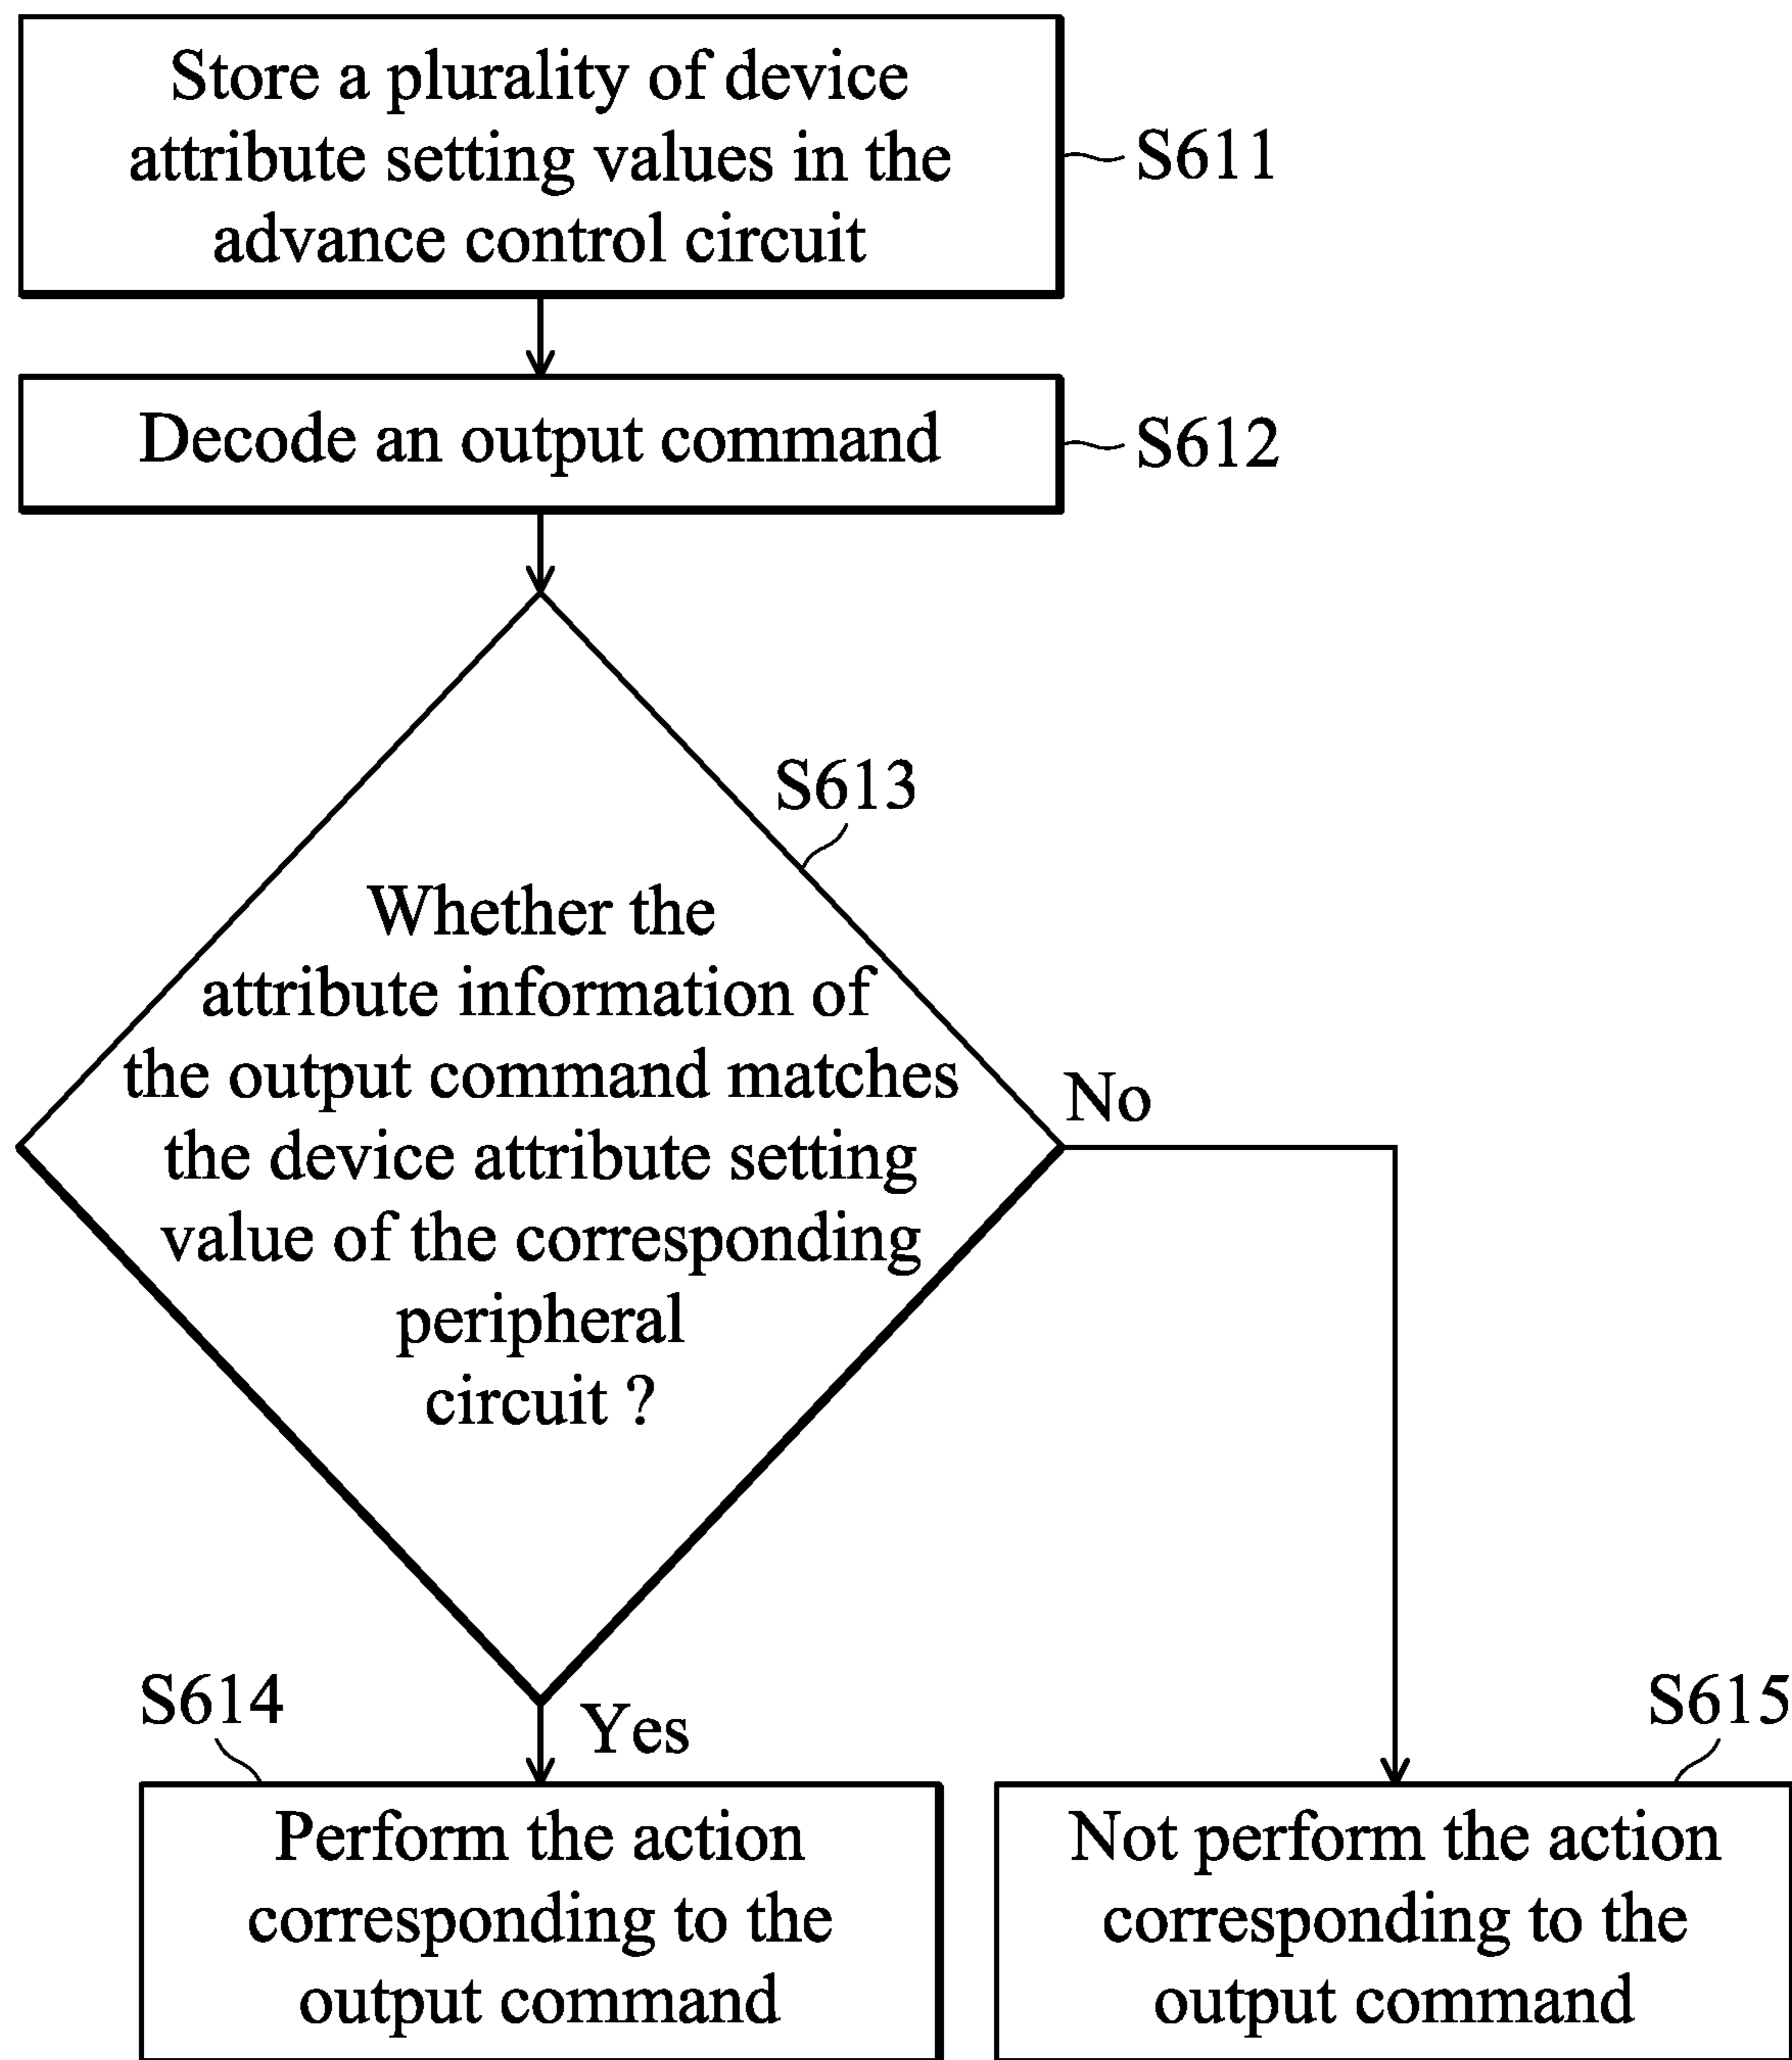 Store a plurality of device
attribute setting values in the
advance control circuit
S611
Decode an output command
S612
S613
Whether the
attribute information of
the output command matches
the device attribute setting
value of the corresponding
peripheral
circuit ?
No
Yes
S614
Perform the action
corresponding to the
output command
S615
Not perform the action
corresponding to the
output command